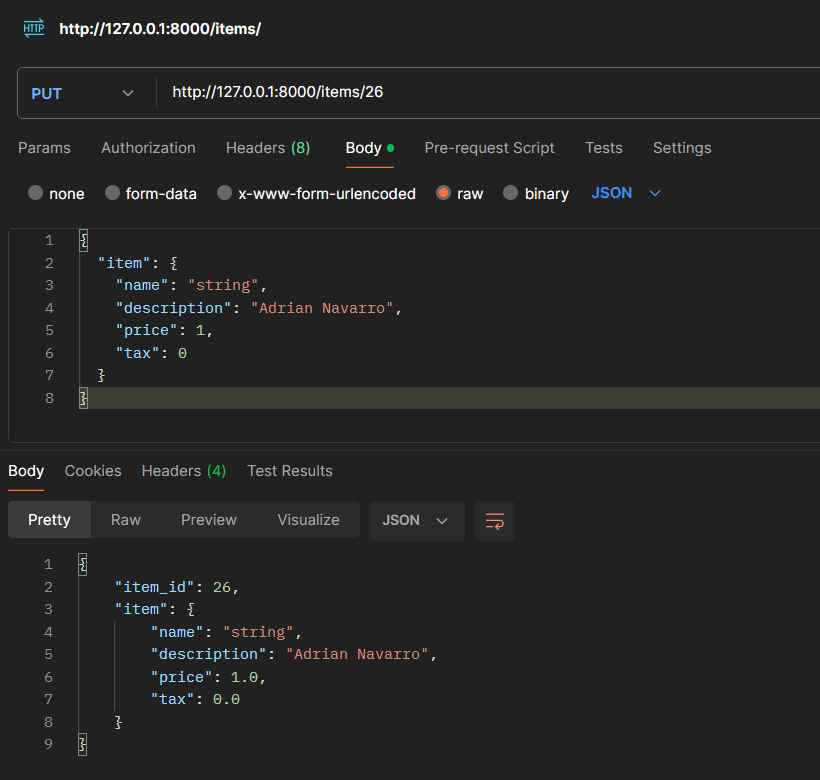 HTTP http://127.0.0.1:8000/items/
PUT http://127.0.0.1:8000/items/26
Params Authorization Headers (8) Body Pre-request Script Tests Settings
none form-data x-www-form-urlencoded raw binary JSON
1 {
2 "item": {
3 "name": "string",
4 "description": "Adrian Navarro",
5 "price": 1,
6 "tax": 0
7 }
8 }
Body Cookies Headers (4) Test Results
Pretty Raw Preview Visualize JSON
1 {
2 "item_id": 26,
3 "item": {
4 "name": "string",
5 "description": "Adrian Navarro",
6 "price": 1.0,
7 "tax": 0.0
8 }
9 }